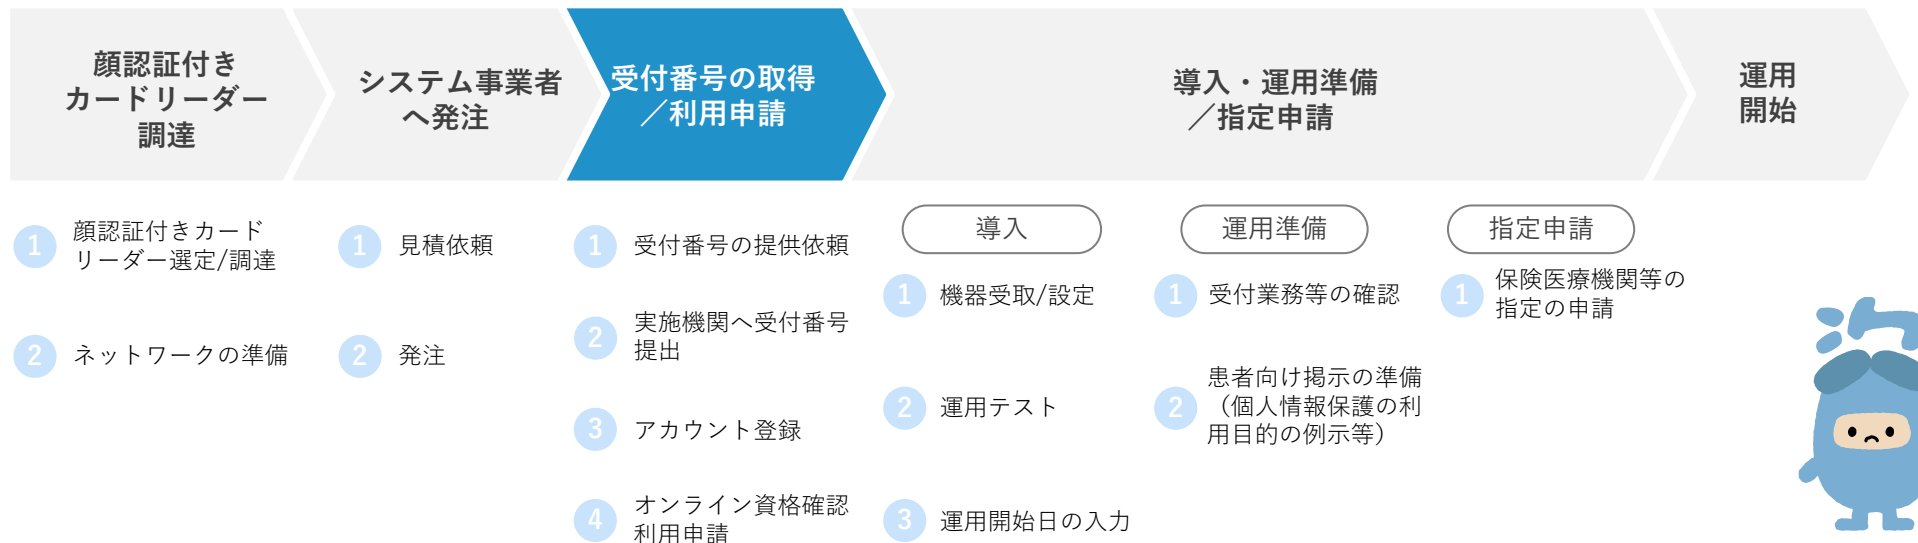 顔認証付き
カードリーダー
調達
システム事業者
へ発注
受付番号の取得
／利用申請
導入・運用準備
／指定申請
運用
開始
1
顔認証付きカード
リーダー選定/調達
2
ネットワークの準備
1
見積依頼
2
発注
1
受付番号の提供依頼
2
実施機関へ受付番号
提出
3
アカウント登録
4
オンライン資格確認
利用申請
導入
1
機器受取/設定
2
運用テスト
3
運用開始日の入力
運用準備
1
受付業務等の確認
2
患者向け掲示の準備
（個人情報保護の利
用目的の例示等）
指定申請
1
保険医療機関等の
指定の申請